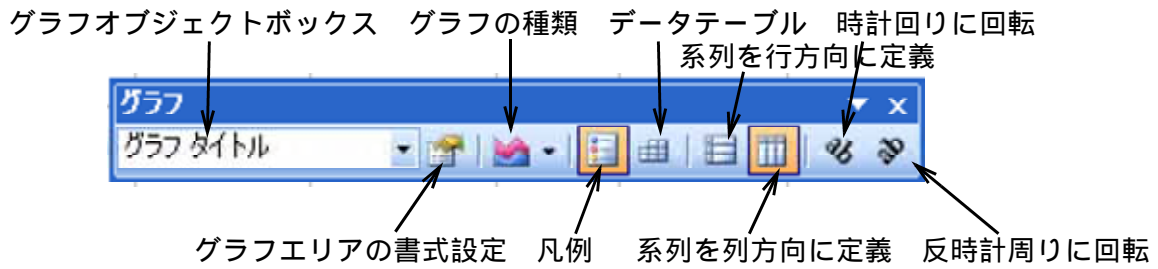 グラフオブジェクトボックス グラフの種類 データテーブル 時計回りに回転
系列を行方向に定義
グラフ
グラフ タイトル
グラフエリアの書式設定 凡例 系列を列方向に定義 反時計周りに回転